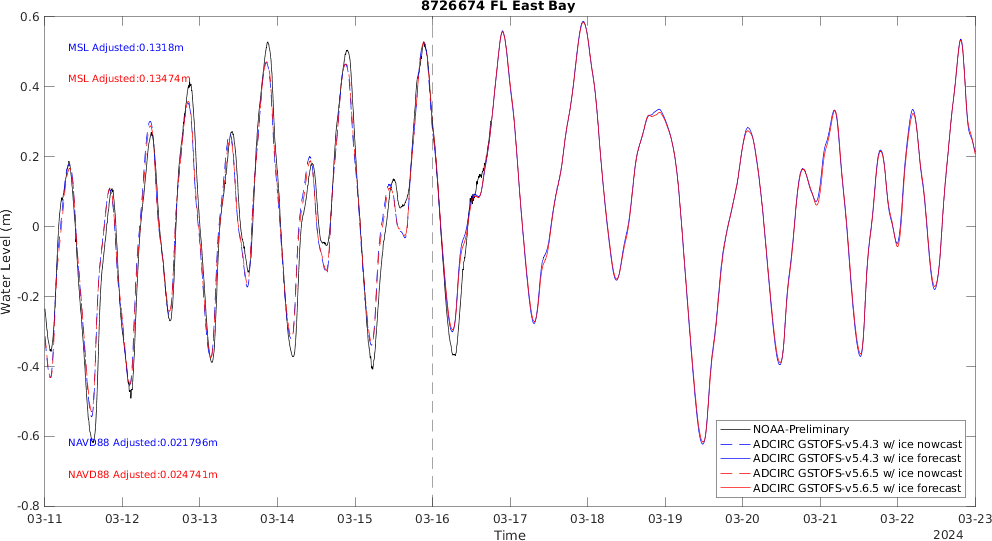 8726674 FL East Bay
MSL Adjusted:0.1318m
MSL Adjusted:0.13474m
NAVD88 Adjusted:0.021796m
NAVD88 Adjusted:0.024741m
Water Level (m)
0.6
0.4
0.2
0
-0.2
-0.4
-0.6
-0.8
NOAA-Preliminary
ADCIRC GSTOFS-v5.4.3 w/ ice nowcast
ADCIRC GSTOFS-v5.4.3 w/ ice forecast
ADCIRC GSTOFS-v5.6.5 w/ ice nowcast
ADCIRC GSTOFS-v5.6.5 w/ ice forecast
03-11 03-12 03-13 03-14 03-15 03-16 03-17 03-18 03-19 03-20 03-21 03-22 03-23
Time
2024